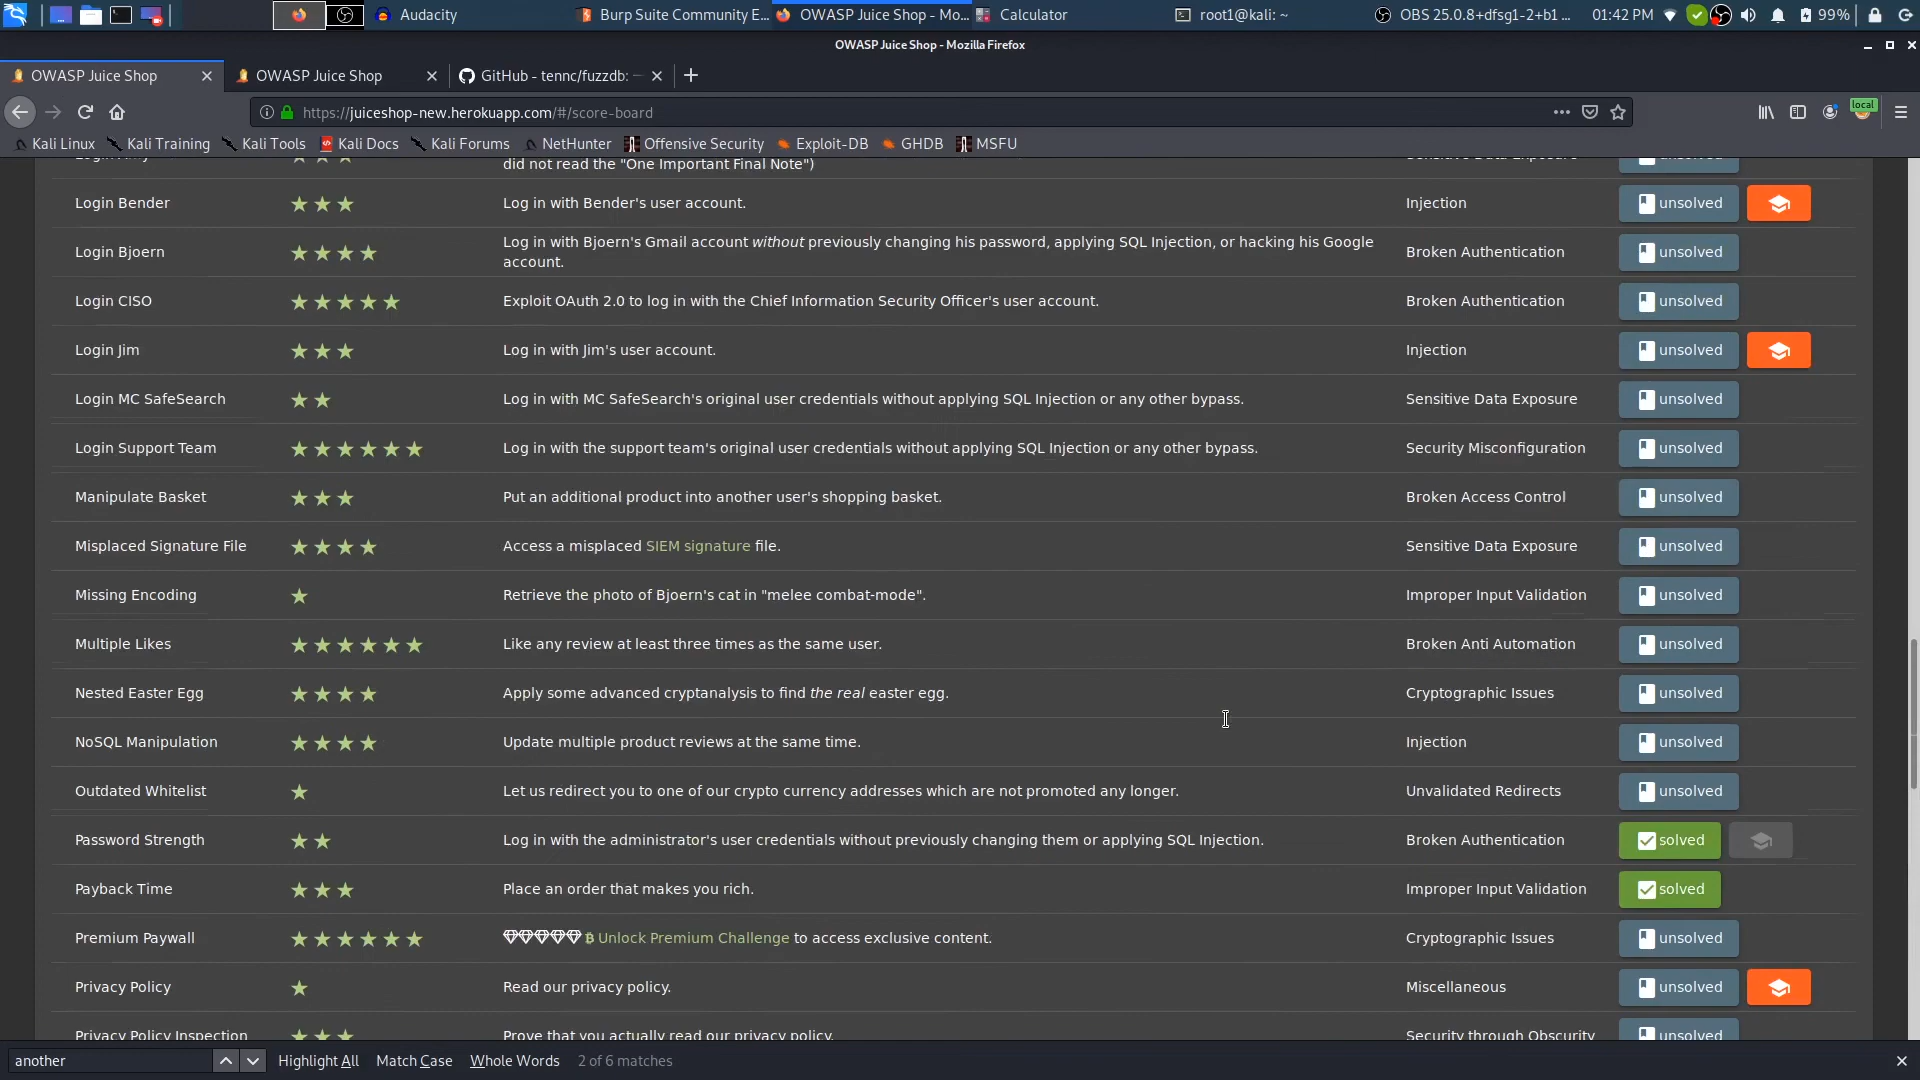 Audacity
Burp Suite Community E...
OWASP Juice Shop - Mo...
Calculator
root1@kali: ~
OBS 25.0.8+dfsg1-2+b1 ...
01:42 PM
99%
OWASP Juice Shop - Mozilla Firefox
OWASP Juice Shop
OWASP Juice Shop
GitHub - tennc/fuzzdb: —
https://juiceshop-new.herokuapp.com/#/score-board
local
Kali Linux
Kali Training
Kali Tools
Kali Docs
Kali Forums
NetHunter
Offensive Security
Exploit-DB
GHDB
MSFU
did not read the "One Important Final Note")
Login Bender Log in with Bender's user account. Injection unsolved
Login Bjoern Log in with Bjoern's Gmail account without previously changing his password, applying SQL Injection, or hacking his Google
account. Broken Authentication unsolved
Login CISO Exploit OAuth 2.0 to log in with the Chief Information Security Officer's user account. Broken Authentication unsolved
Login Jim Log in with Jim's user account. Injection unsolved
Login MC SafeSearch Log in with MC SafeSearch's original user credentials without applying SQL Injection or any other bypass. Sensitive Data Exposure unsolved
Login Support Team Log in with the support team's original user credentials without applying SQL Injection or any other bypass. Security Misconfiguration unsolved
Manipulate Basket Put an additional product into another user's shopping basket. Broken Access Control unsolved
Misplaced Signature File Access a misplaced SIEM signature file. Sensitive Data Exposure unsolved
Missing Encoding Retrieve the photo of Bjoern's cat in "melee combat-mode". Improper Input Validation unsolved
Multiple Likes Like any review at least three times as the same user. Broken Anti Automation unsolved
Nested Easter Egg Apply some advanced cryptanalysis to find the real easter egg. Cryptographic Issues unsolved
NoSQL Manipulation Update multiple product reviews at the same time. Injection unsolved
Outdated Whitelist Let us redirect you to one of our crypto currency addresses which are not promoted any longer. Unvalidated Redirects unsolved
Password Strength Log in with the administrator's user credentials without previously changing them or applying SQL Injection. Broken Authentication solved
Payback Time Place an order that makes you rich. Improper Input Validation solved
Premium Paywall Unlock Premium Challenge to access exclusive content. Cryptographic Issues unsolved
Privacy Policy Read our privacy policy. Miscellaneous unsolved
Privacy Policy Inspection Prove that you actually read our privacy policy. Security through Obscurity unsolved
another
Highlight All
Match Case
Whole Words
2 of 6 matches